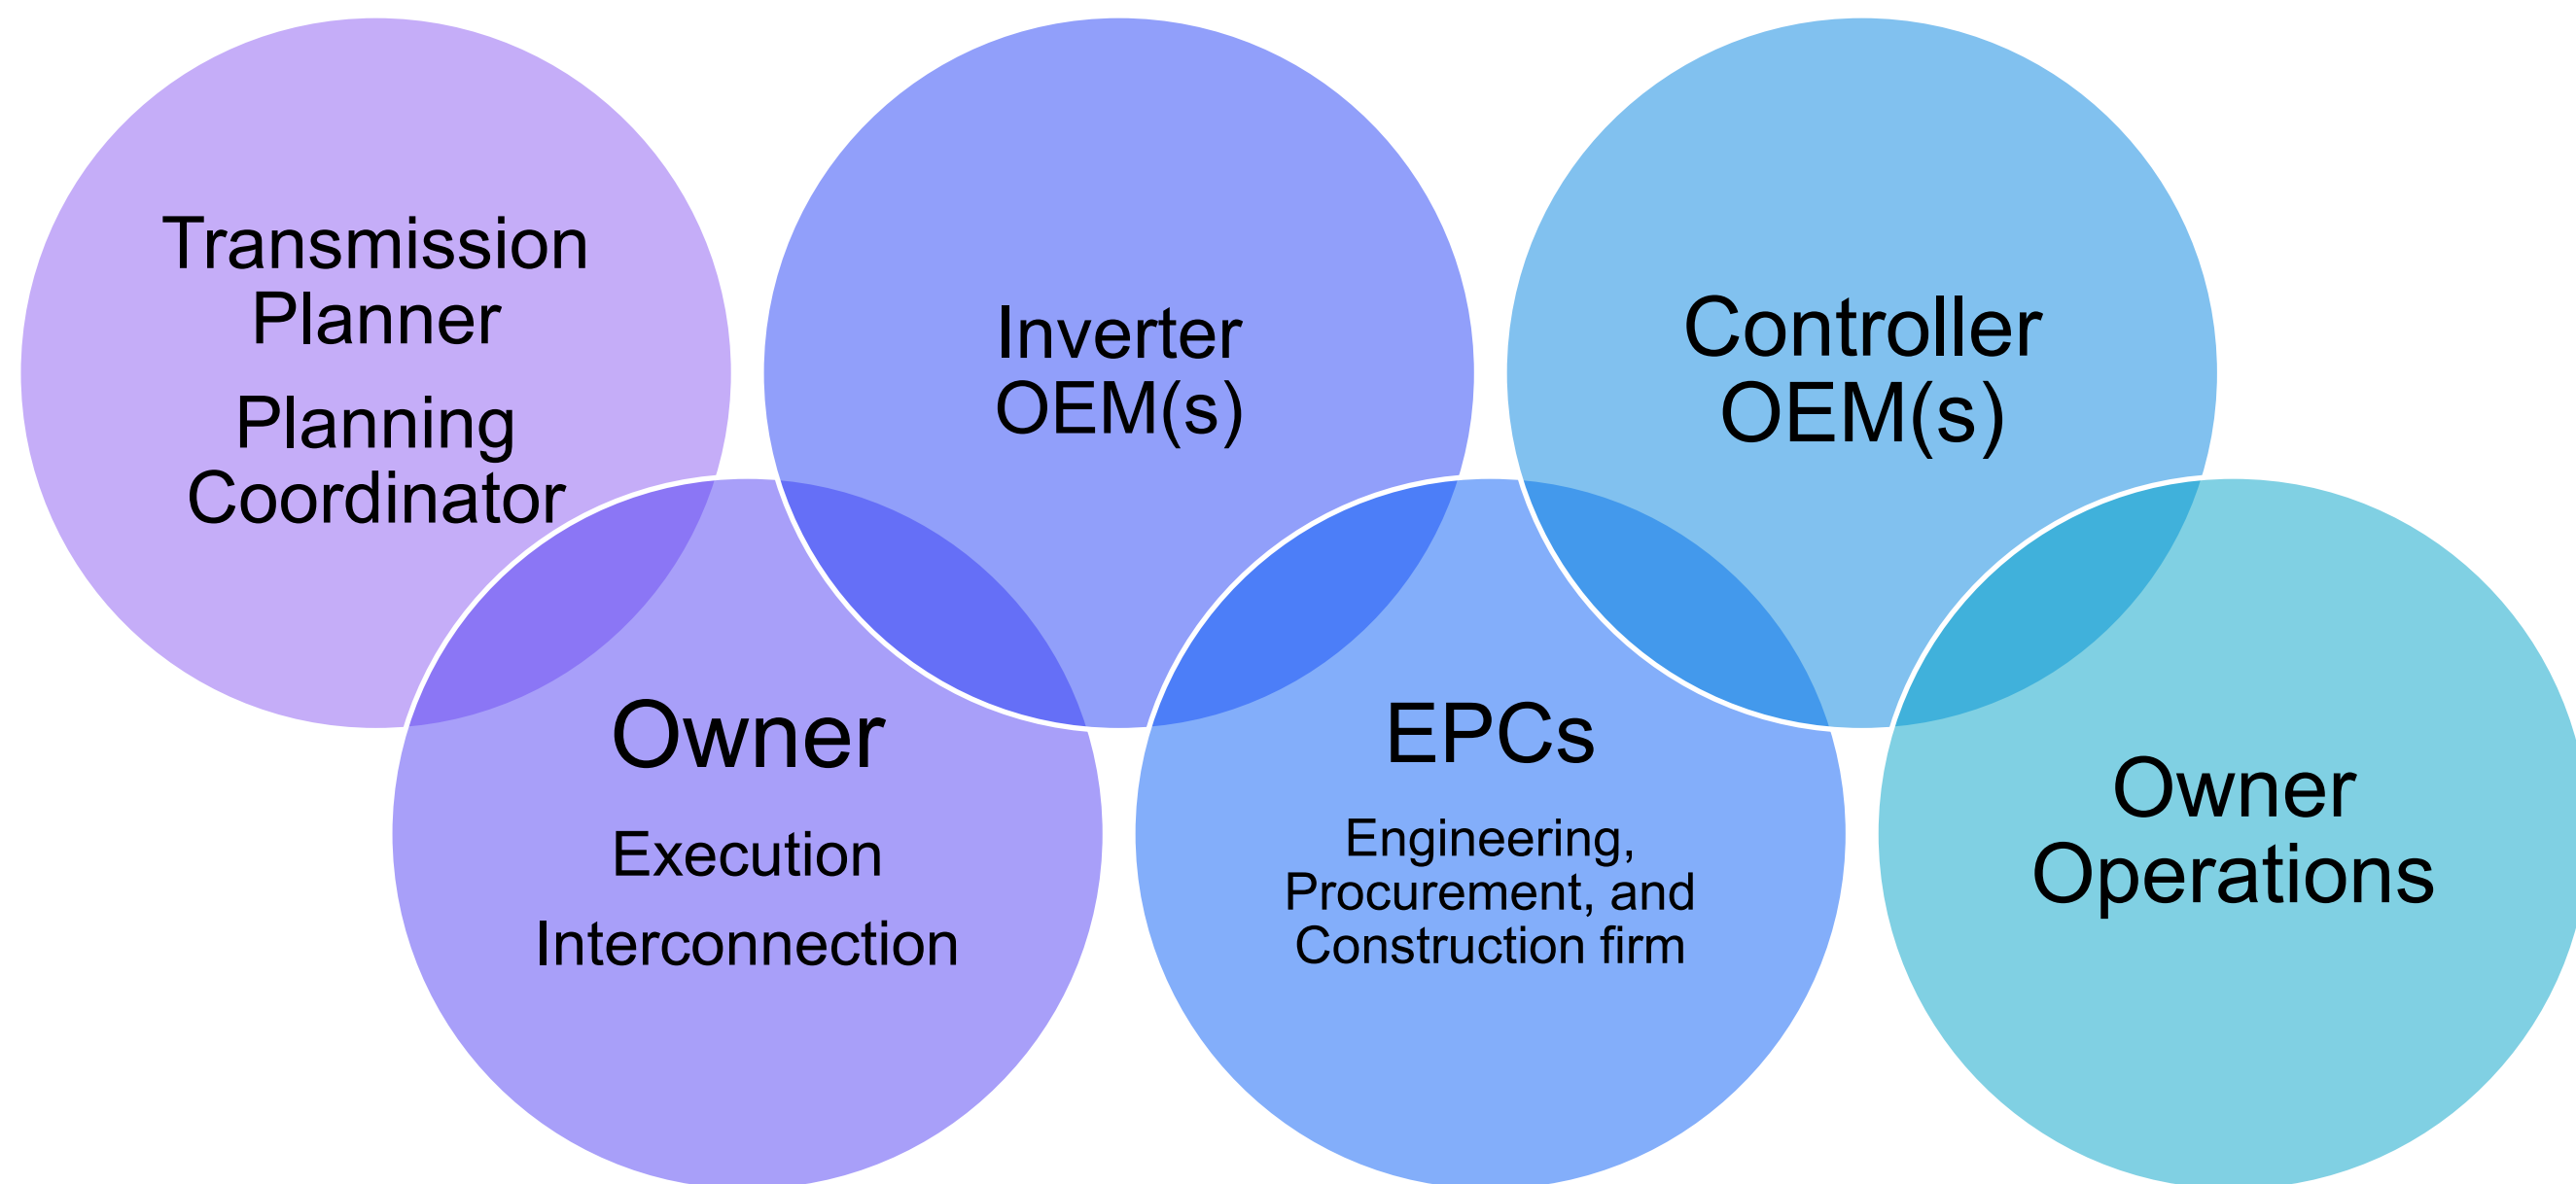 Transmission
Planner
Planning
Coordinator
Owner
Execution
Interconnection
Inverter
OEM(s)
EPCs
Engineering,
Procurement, and
Construction firm
Controller
OEM(s)
Owner
Operations